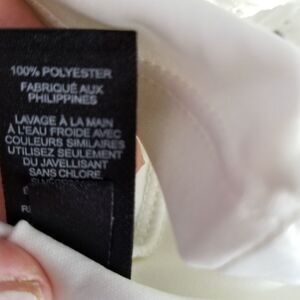 100% POLYESTER
FABRIQUÉ AUX
PHILIPPINES
LAVAGE À LA MAIN
À L'EAU FROIDE AVEC
COULEURS SIMILAIRES
UTILISEZ SEULEMENT
DU JAVELLISANT
SANS CHLORE.